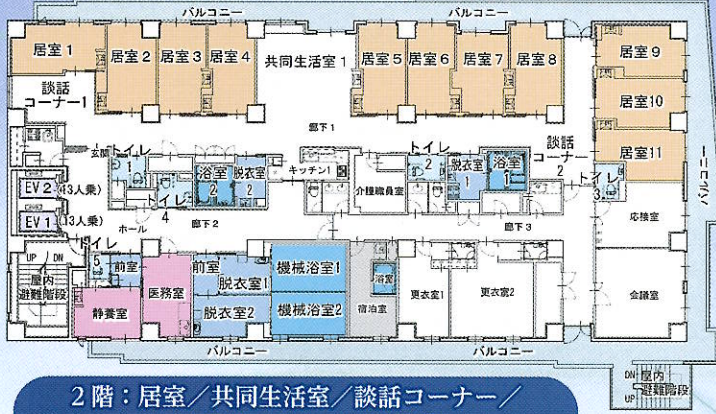 バルコニー
バルコニー
居室1
居室2
居室3
居室4
共同生活室1
居室5
居室6
居室7
居室8
居室9
居室10
居室11
談話
コーナー1
廊下1
談話
コーナー
2
玄関
トイレ
1
トイレ
4
浴室
2
脱衣室
2
キッチン1
介護職員室
トイレ
2
脱衣室
1
浴室
1
トイレ
3
EV 2
(13人乗)
EV 1
(13人乗)
ホール
廊下2
廊下3
応接室
バルコニー
UP DN
屋内
避難階段
トイレ
5
前室
静養室
医務室
前室
脱衣室1
脱衣室2
機械浴室1
機械浴室2
浴室
宿泊室
更衣室1
更衣室2
会議室
バルコニー
バルコニー
DN
UP
屋内
避難階段
2階：居室／共同生活室／談話コーナー／